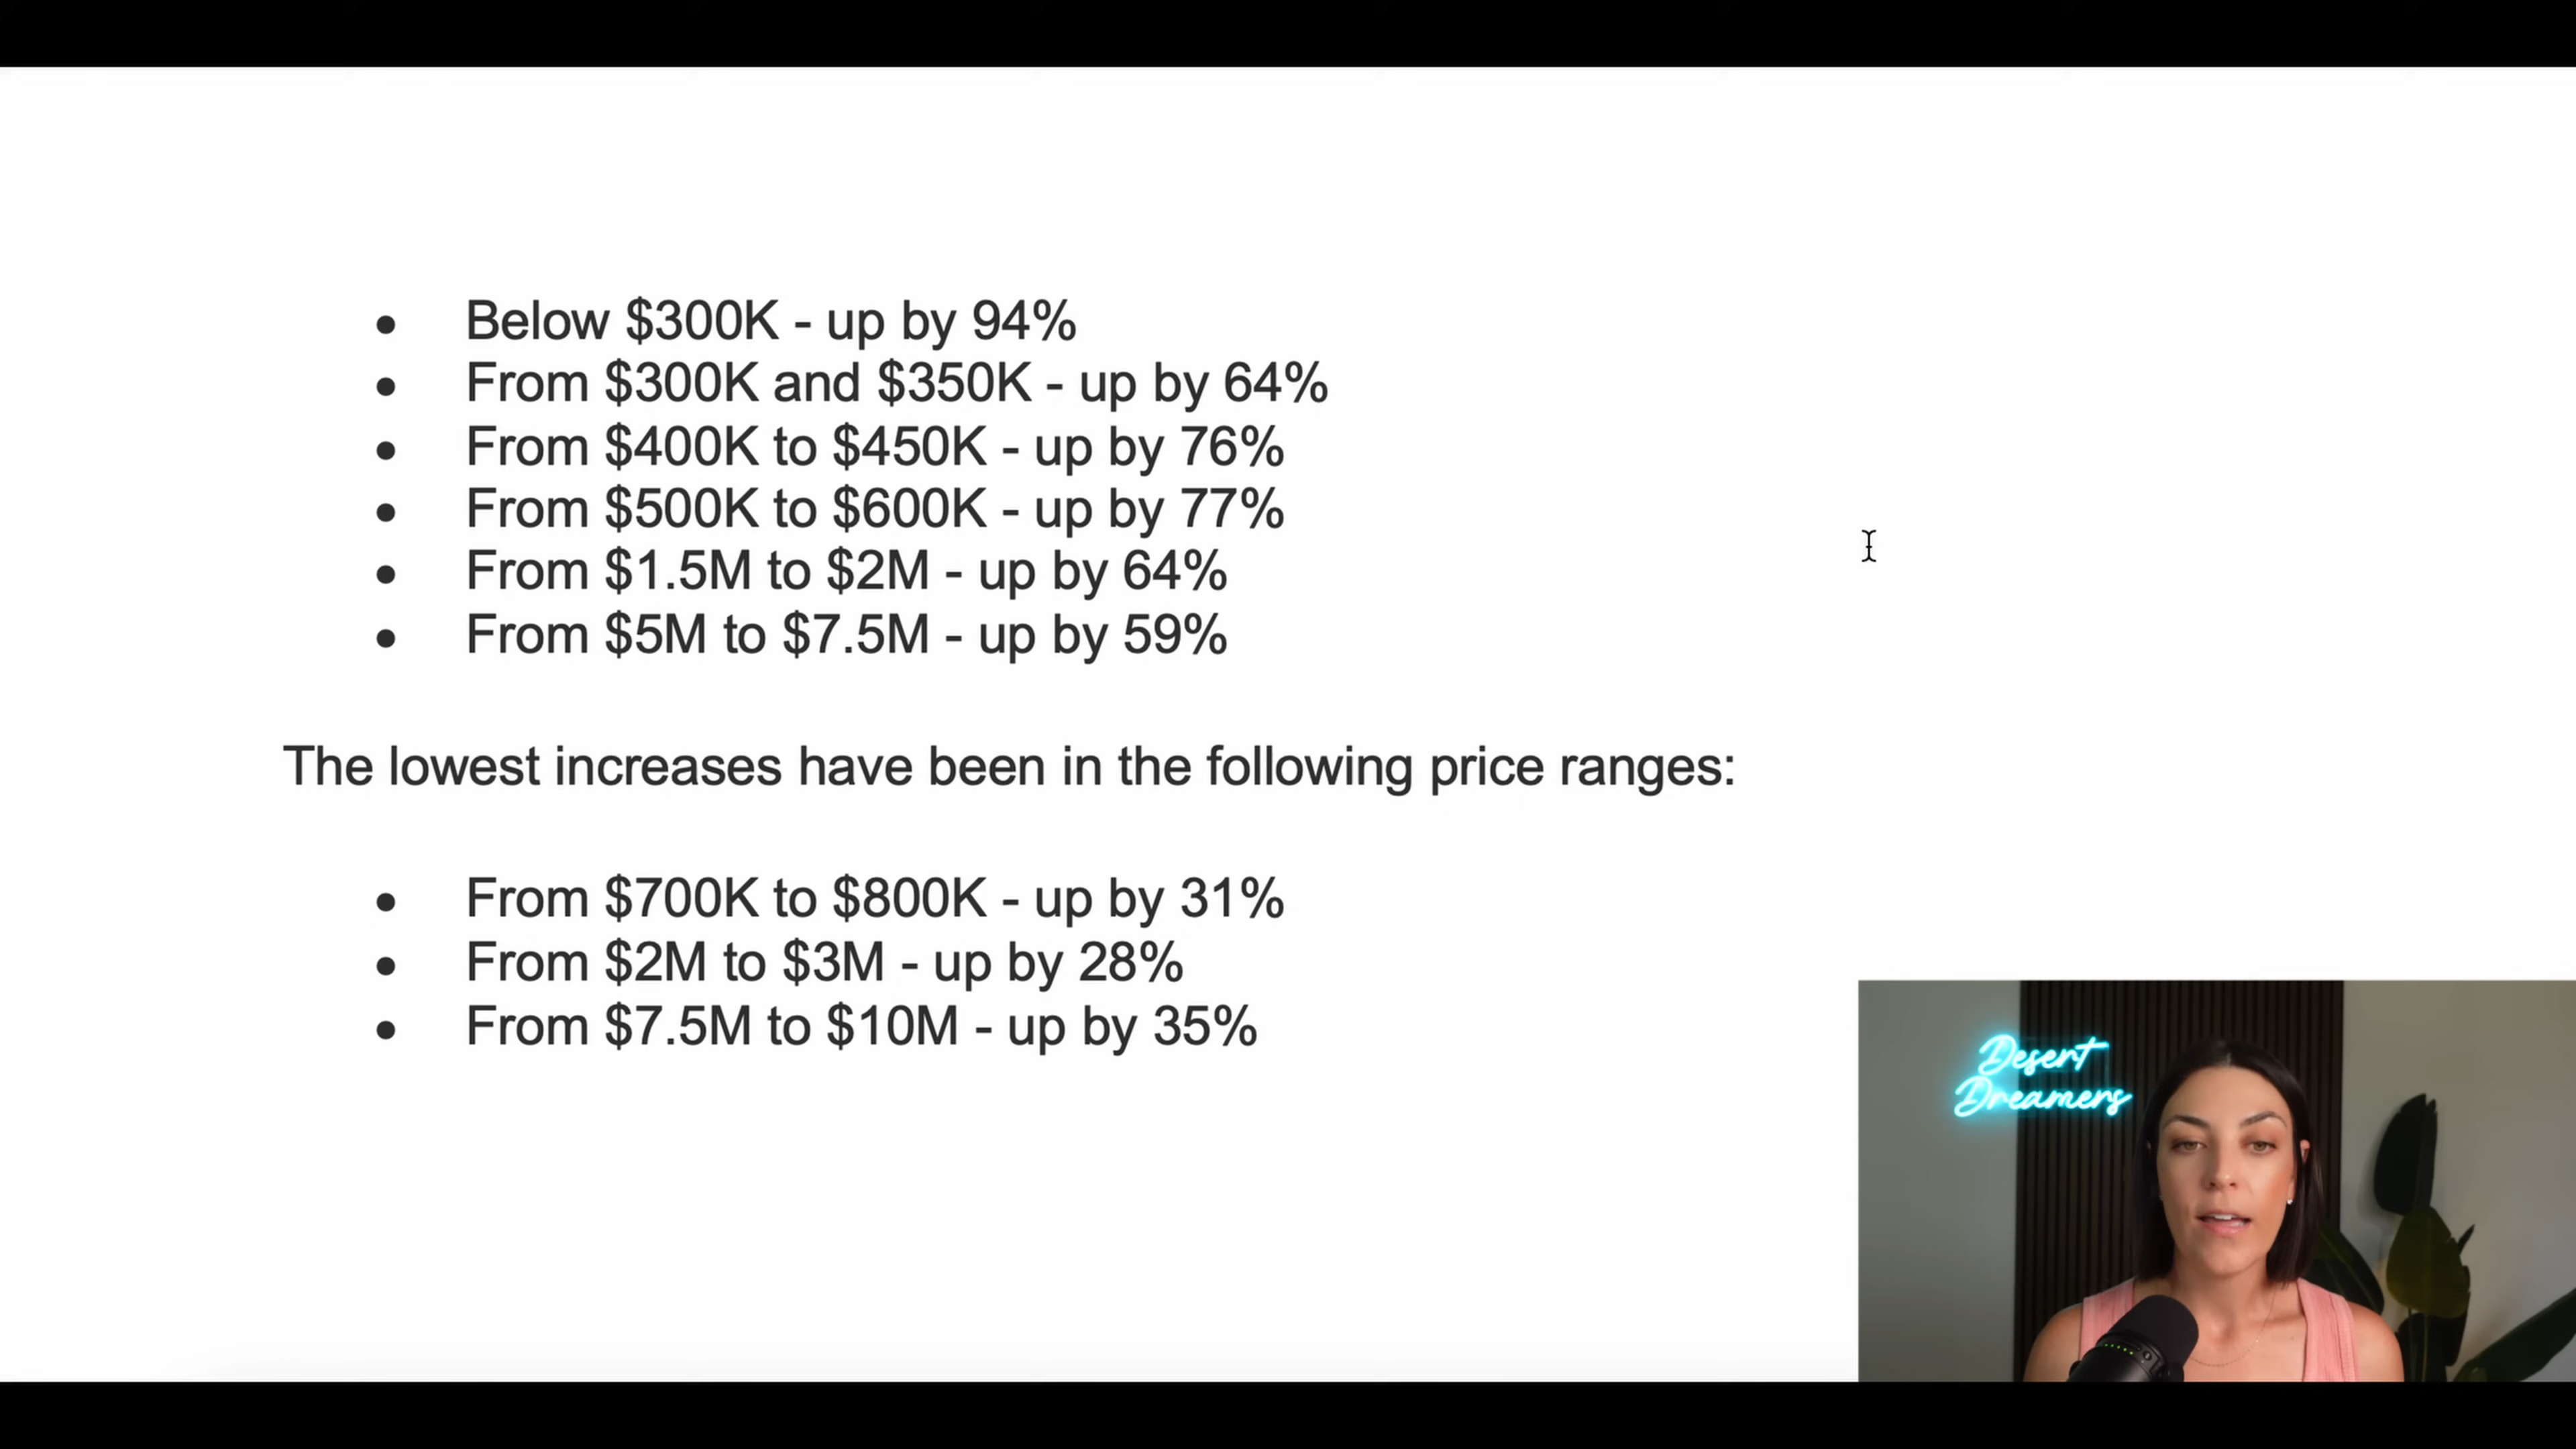 Below $300K - up by 94%
From $300K and $350K - up by 64%
From $400K to $450K - up by 76%
From $500K to $600K - up by 77%
From $1.5M to $2M - up by 64%
From $5M to $7.5M - up by 59%
The lowest increases have been in the following price ranges:
From $700K to $800K - up by 31%
From $2M to $3M - up by 28%
From $7.5M to $10M - up by 35%
Desert
Dreamers